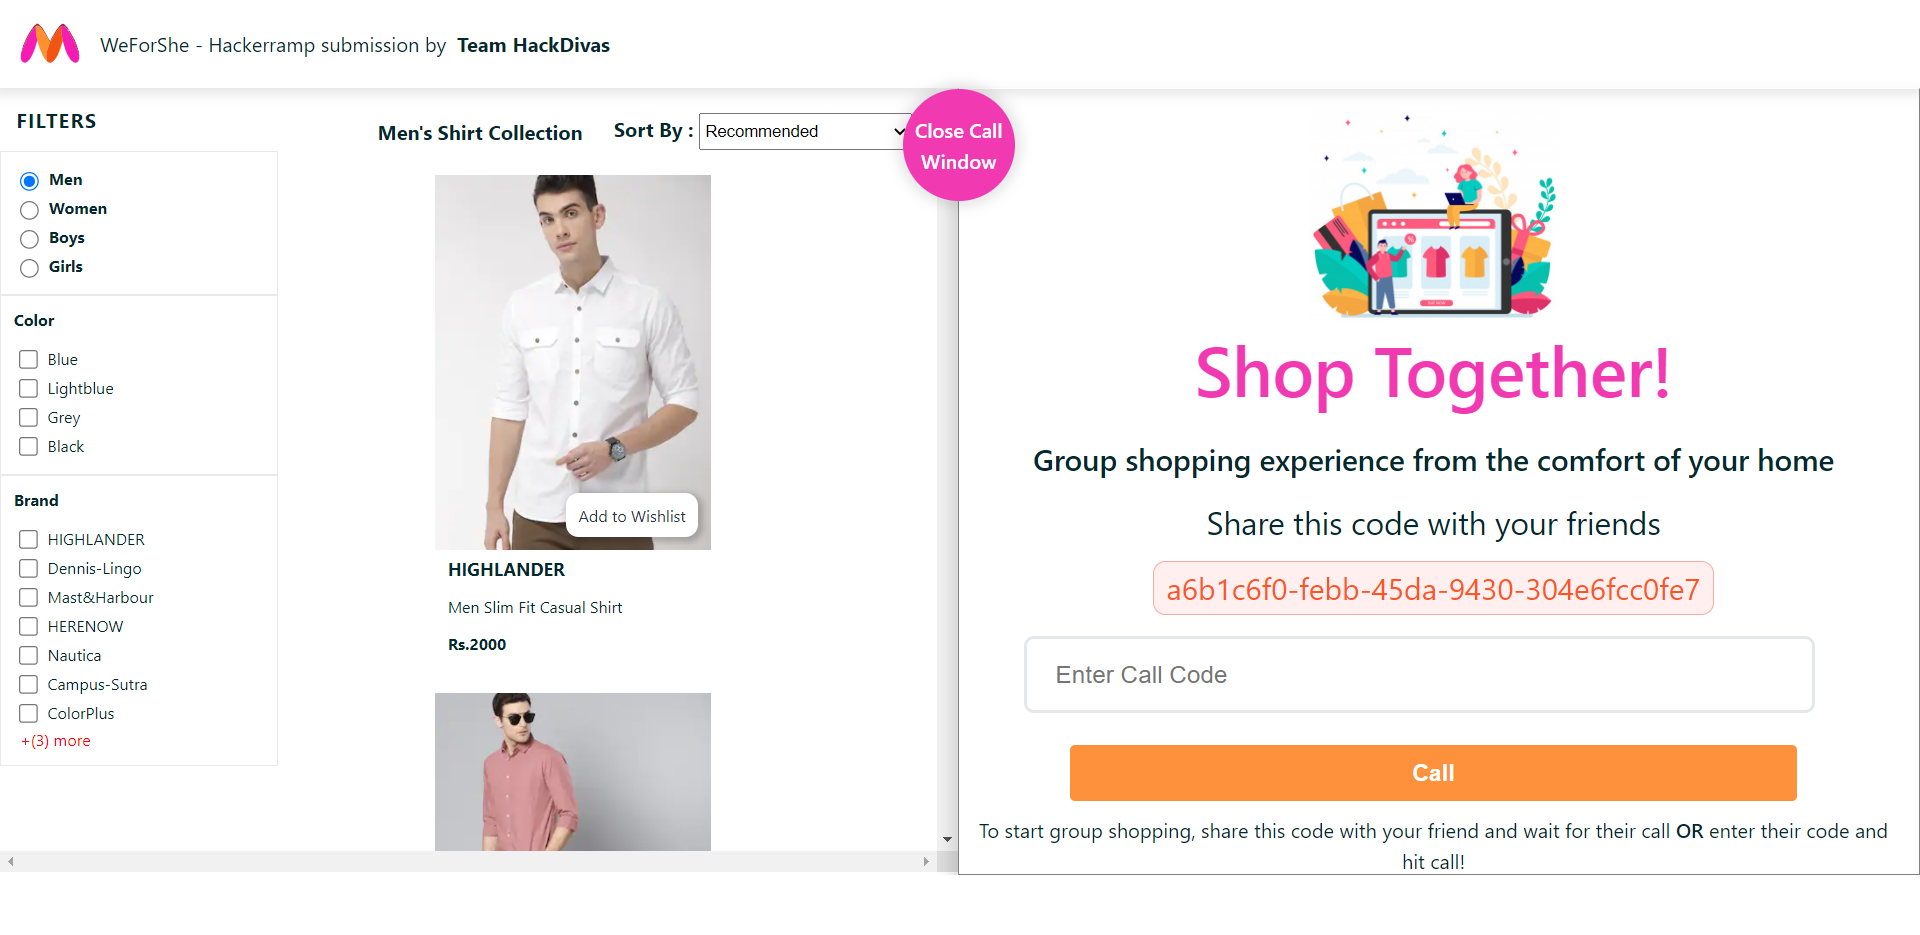 WeForShe - Hackerramp submission by Team HackDivas
FILTERS
Men
Women
Boys
Girls
Color
Blue
Lightblue
Grey
Black
Brand
HIGHLANDER
Dennis-Lingo
Mast&Harbour
HERENOW
Nautica
Campus-Sutra
ColorPlus
+(3) more
Men's Shirt Collection
Sort By :
Recommended
Add to Wishlist
HIGHLANDER
Men Slim Fit Casual Shirt
Rs.2000
Close Call
Window
Shop Together!
Group shopping experience from the comfort of your home
Share this code with your friends
a6b1c6f0-febb-45da-9430-304e6fcc0fe7
Enter Call Code
Call
To start group shopping, share this code with your friend and wait for their call OR enter their code and
hit call!